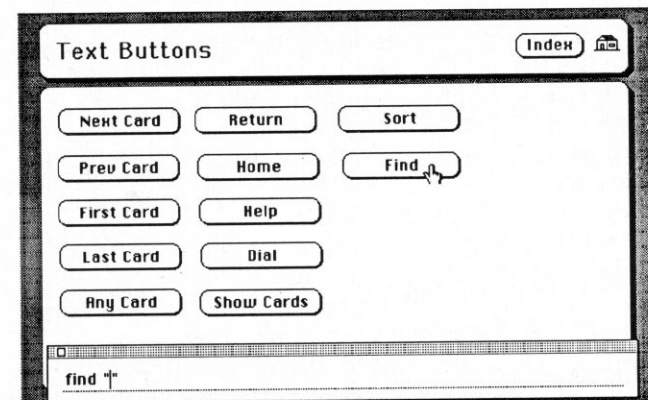 Text Buttons
Index
Next Card
Return
Sort
Prev Card
Home
Find
First Card
Help
Last Card
Dial
Any Card
Show Cards
find ""